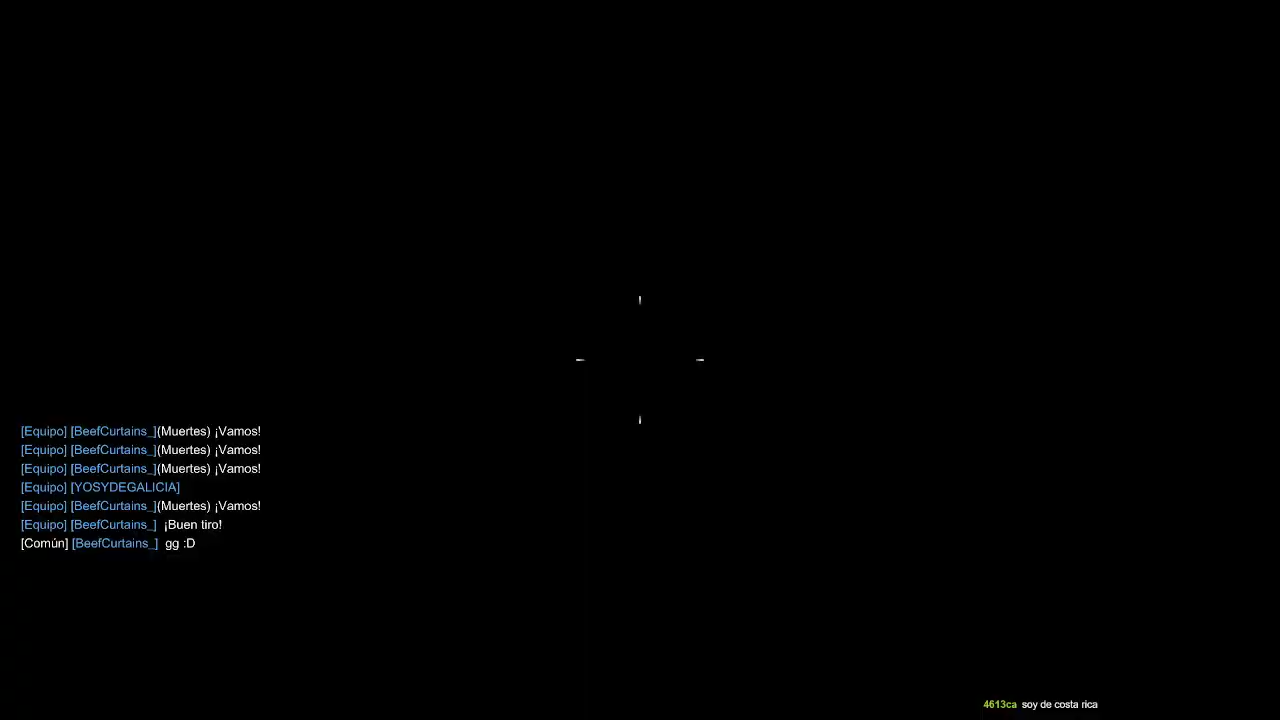 [Equipo] [BeefCurtains_](Muertes) ¡Vamos!
[Equipo] [BeefCurtains_](Muertes) ¡Vamos!
[Equipo] [BeefCurtains_](Muertes) ¡Vamos!
[Equipo] [YOSYDEGALICIA]
[Equipo] [BeefCurtains_](Muertes) ¡Vamos!
[Equipo] [BeefCurtains_] ¡Buen tiro!
[Común] [BeefCurtains_] gg :D
4613ca soy de costa rica